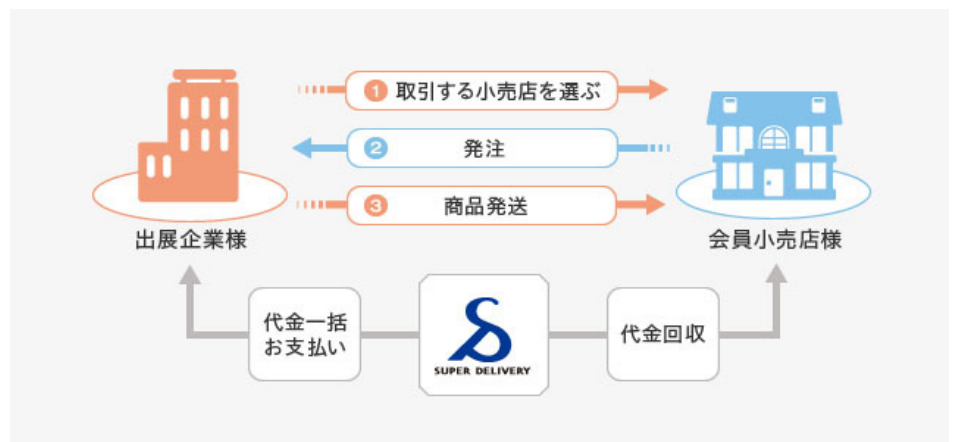 1 取引する小売店を選ぶ
2 発注
3 商品発送
出展企業様
会員小売店様
代金一括
お支払い
SUPER DELIVERY
代金回収